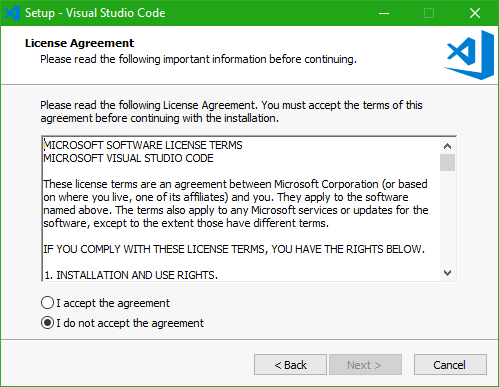 Setup - Visual Studio Code
License Agreement
Please read the following important information before continuing.
Please read the following License Agreement. You must accept the terms of this
agreement before continuing with the installation.
MICROSOFT SOFTWARE LICENSE TERMS
MICROSOFT VISUAL STUDIO CODE
These license terms are an agreement between Microsoft Corporation (or based
on where you live, one of its affiliates) and you. They apply to the software
named above. The terms also apply to any Microsoft services or updates for the
software, except to the extent those have different terms.
IF YOU COMPLY WITH THESE LICENSE TERMS, YOU HAVE THE RIGHTS BELOW.
1. INSTALLATION AND USE RIGHTS.
I accept the agreement
I do not accept the agreement
< Back Next > Cancel